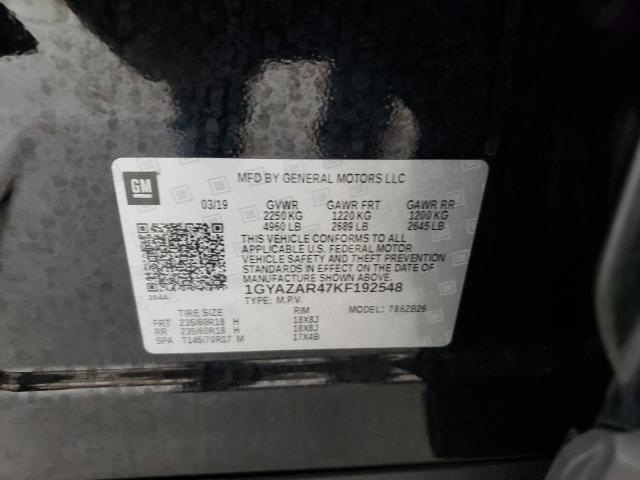 GM
MFD BY GENERAL MOTORS LLC
03/19 GVWR GAWR FRT GAWR RR
2250 KG 1220 KG 1200 KG
4960 LB 2689 LB 2645 LB
THIS VEHICLE CONFORMS TO ALL
APPLICABLE U.S. FEDERAL MOTOR
VEHICLE SAFETY AND THEFT PREVENTION
STANDARDS IN EFFECT ON THE DATE OF
MANUFACTURE SHOWN ABOVE.
384A
1GYAZAR47KF192548
TYPE: M.P.V. MODEL: 786ZB26
TIRE SIZE RIM
FRT 235/60R18 H 18X8J
RR 235/60R18 H 18X8J
SPA T145/70R17 M 17X4B